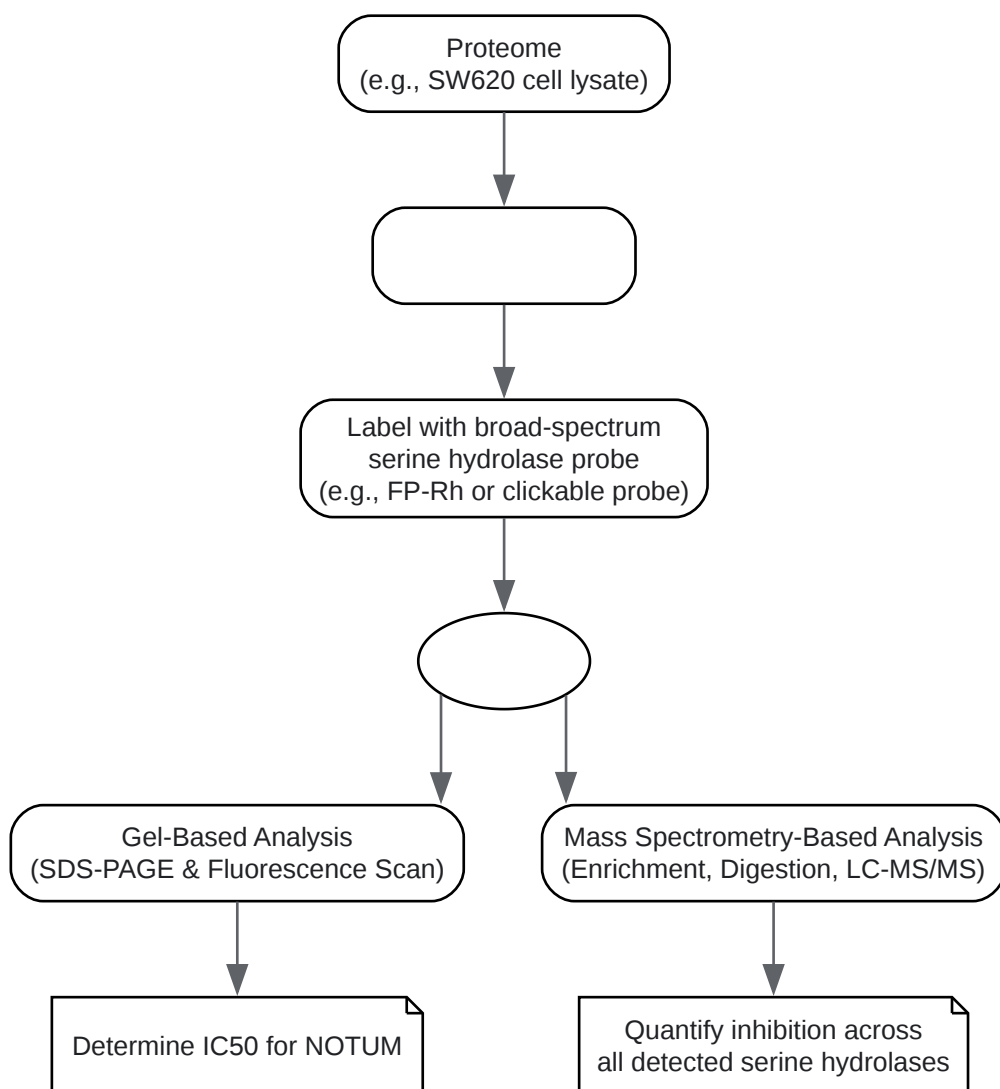 Proteome
(e.g., SW620 cell lysate)
Label with broad-spectrum
serine hydrolase probe
(e.g., FP-Rh or clickable probe)
Gel-Based Analysis
(SDS-PAGE & Fluorescence Scan)
Mass Spectrometry-Based Analysis
(Enrichment, Digestion, LC-MS/MS)
Determine IC50 for NOTUM
Quantify inhibition across
all detected serine hydrolases